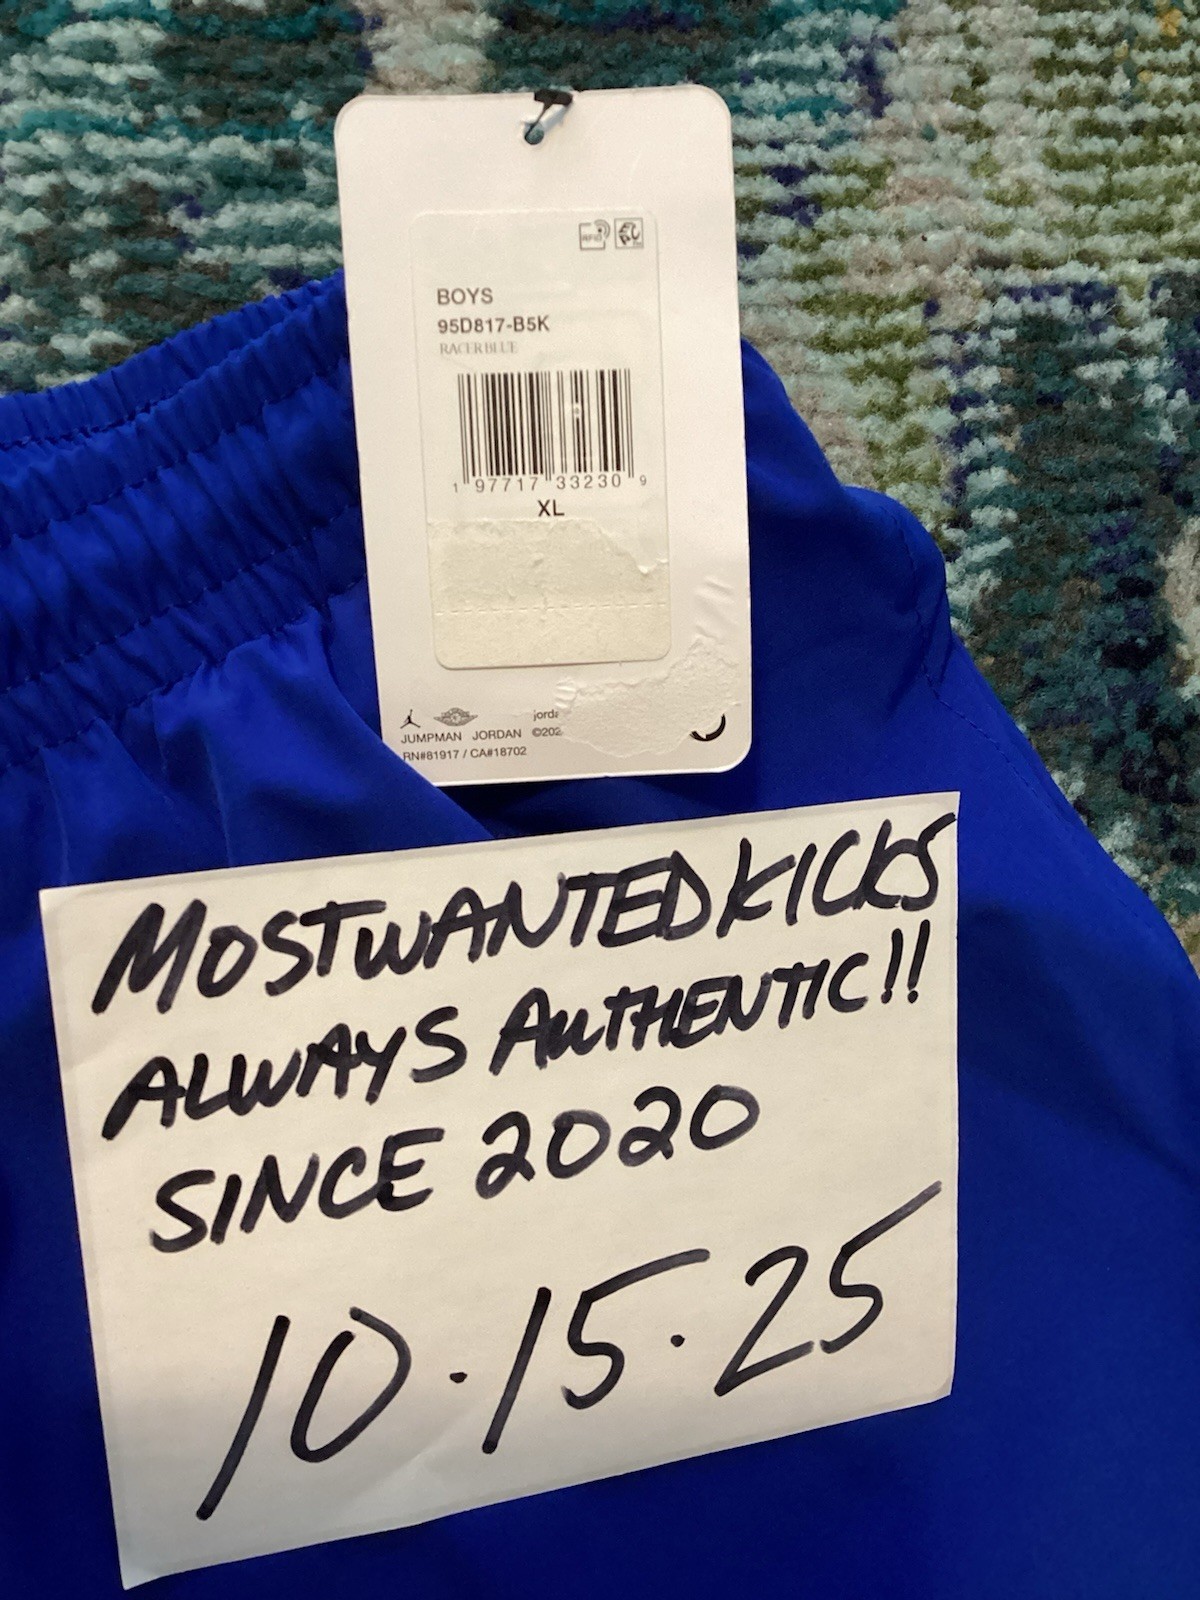 RFID
BOYS
95D817-B5K
RACER BLUE
1 97717 33230 9
XL
JUMPMAN JORDAN
RN#81917 / CA#18702
MOSTWANTEDKICKS
ALWAYS AUTHENTIC!!
SINCE 2020
10.15.25